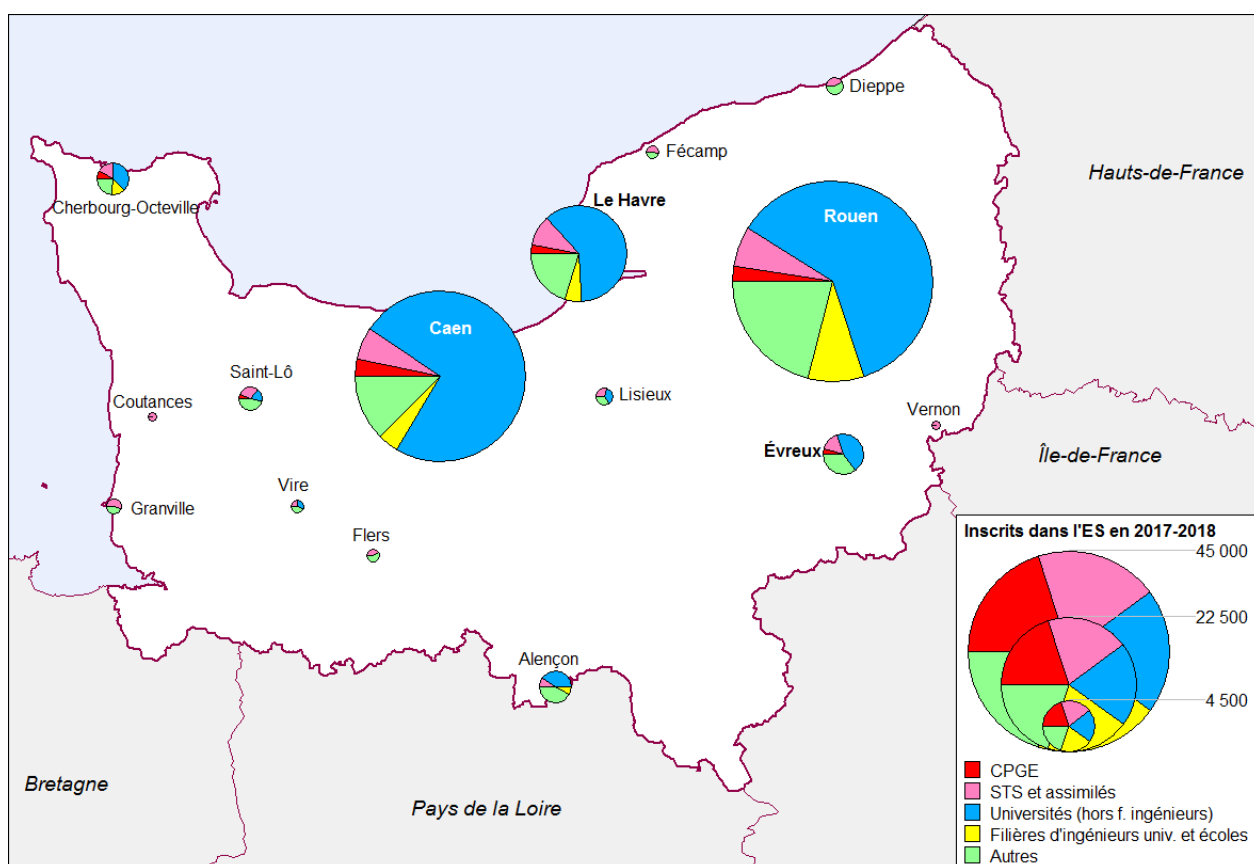 Dieppe
Fécamp
Hauts-de-France
Cherbourg-Octeville
Le Havre
Rouen
Caen
Saint-Lô
Coutances
Lisieux
Vernon
Évreux
Île-de-France
Vire
Granville
Flers
Alençon
Bretagne
Pays de la Loire
Inscrits dans l'ES en 2017-2018
45 000
22 500
4 500
CPGE
STS et assimilés
Universités (hors f. ingénieurs)
Filières d'ingénieurs univ. et écoles
Autres